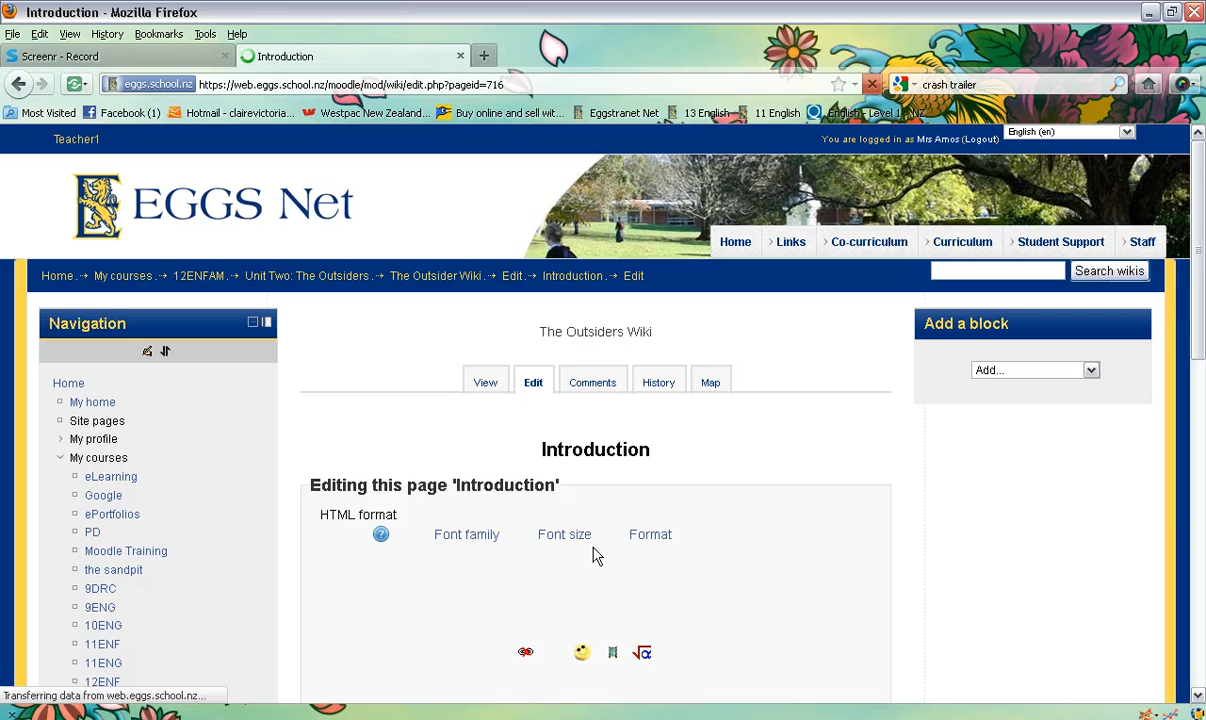 Introduction - Mozilla Firefox
File Edit View History Bookmarks Tools Help
Screenr - Record
Introduction
eggs.school.nz
https://web.eggs.school.nz/moodle/mod/wiki/edit.php?pageid=716
crash trailer
Most Visited
Facebook (1)
Hotmail - clairevictoria...
Westpac New Zealand...
Buy online and sell wit...
Eggstranet Net
13 English
11 English
English - Level
Teacher1
You are logged in as Mrs Amos (Logout)
English (en)
EGGS Net
Home
Links
Co-curriculum
Curriculum
Student Support
Staff
Home My courses 12ENFAM Unit Two: The Outsiders The Outsider Wiki Edit Introduction Edit
Search wikis
Navigation
Home
My home
Site pages
My profile
My courses
eLearning
Google
ePortfolios
PD
Moodle Training
the sandpit
9DRC
9ENG
10ENG
11ENF
11ENG
12ENF
The Outsiders Wiki
View
Edit
Comments
History
Map
Introduction
Editing this page 'Introduction'
HTML format
Font family
Font size
Format
Add a block
Add...
Transferring data from web.eggs.school.nz...